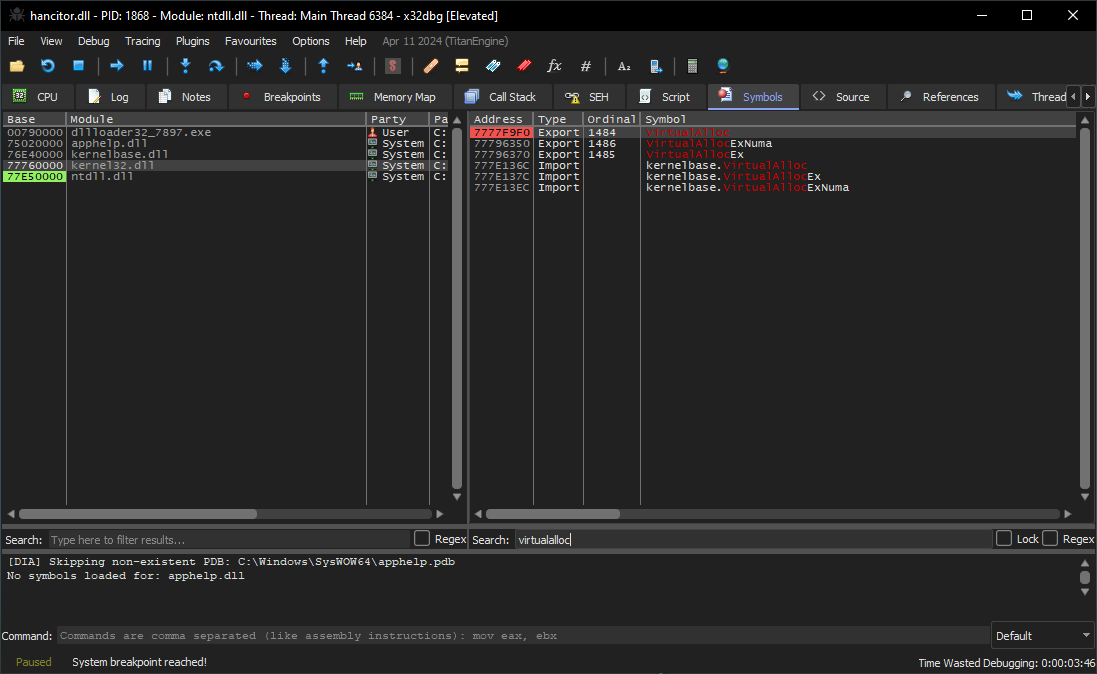 hancitor.dll - PID: 1868 - Module: ntdll.dll - Thread: Main Thread 6384 - x32dbg [Elevated]
File View Debug Tracing Plugins Favourites Options Help Apr 11 2024 (TitanEngine)
CPU Log Notes Breakpoints Memory Map Call Stack SEH Script Symbols Source References Thread
Base Module Party Pa Address Type Ordinal Symbol
00790000 dllloader32_7897.exe User C: 7777F9F0 Export 1484 VirtualAlloc
75020000 apphelp.dll System C: 77796350 Export 1486 VirtualAllocExNuma
76E40000 kernelbase.dll System C: 77796370 Export 1485 VirtualAllocEx
77760000 kernel32.dll System C: 777E136C Import kernelbase.VirtualAlloc
77E50000 ntdll.dll System C: 777E137C Import kernelbase.VirtualAllocEx
777E13EC Import kernelbase.VirtualAllocExNuma
Search: Type here to filter results... Regex Search: virtualalloc Lock Regex
[DIA] Skipping non-existent PDB: C:\Windows\SysWOW64\apphelp.pdb
No symbols loaded for: apphelp.dll
Command: Commands are comma separated (like assembly instructions): mov eax, ebx Default
Paused System breakpoint reached! Time Wasted Debugging: 0:00:03:46